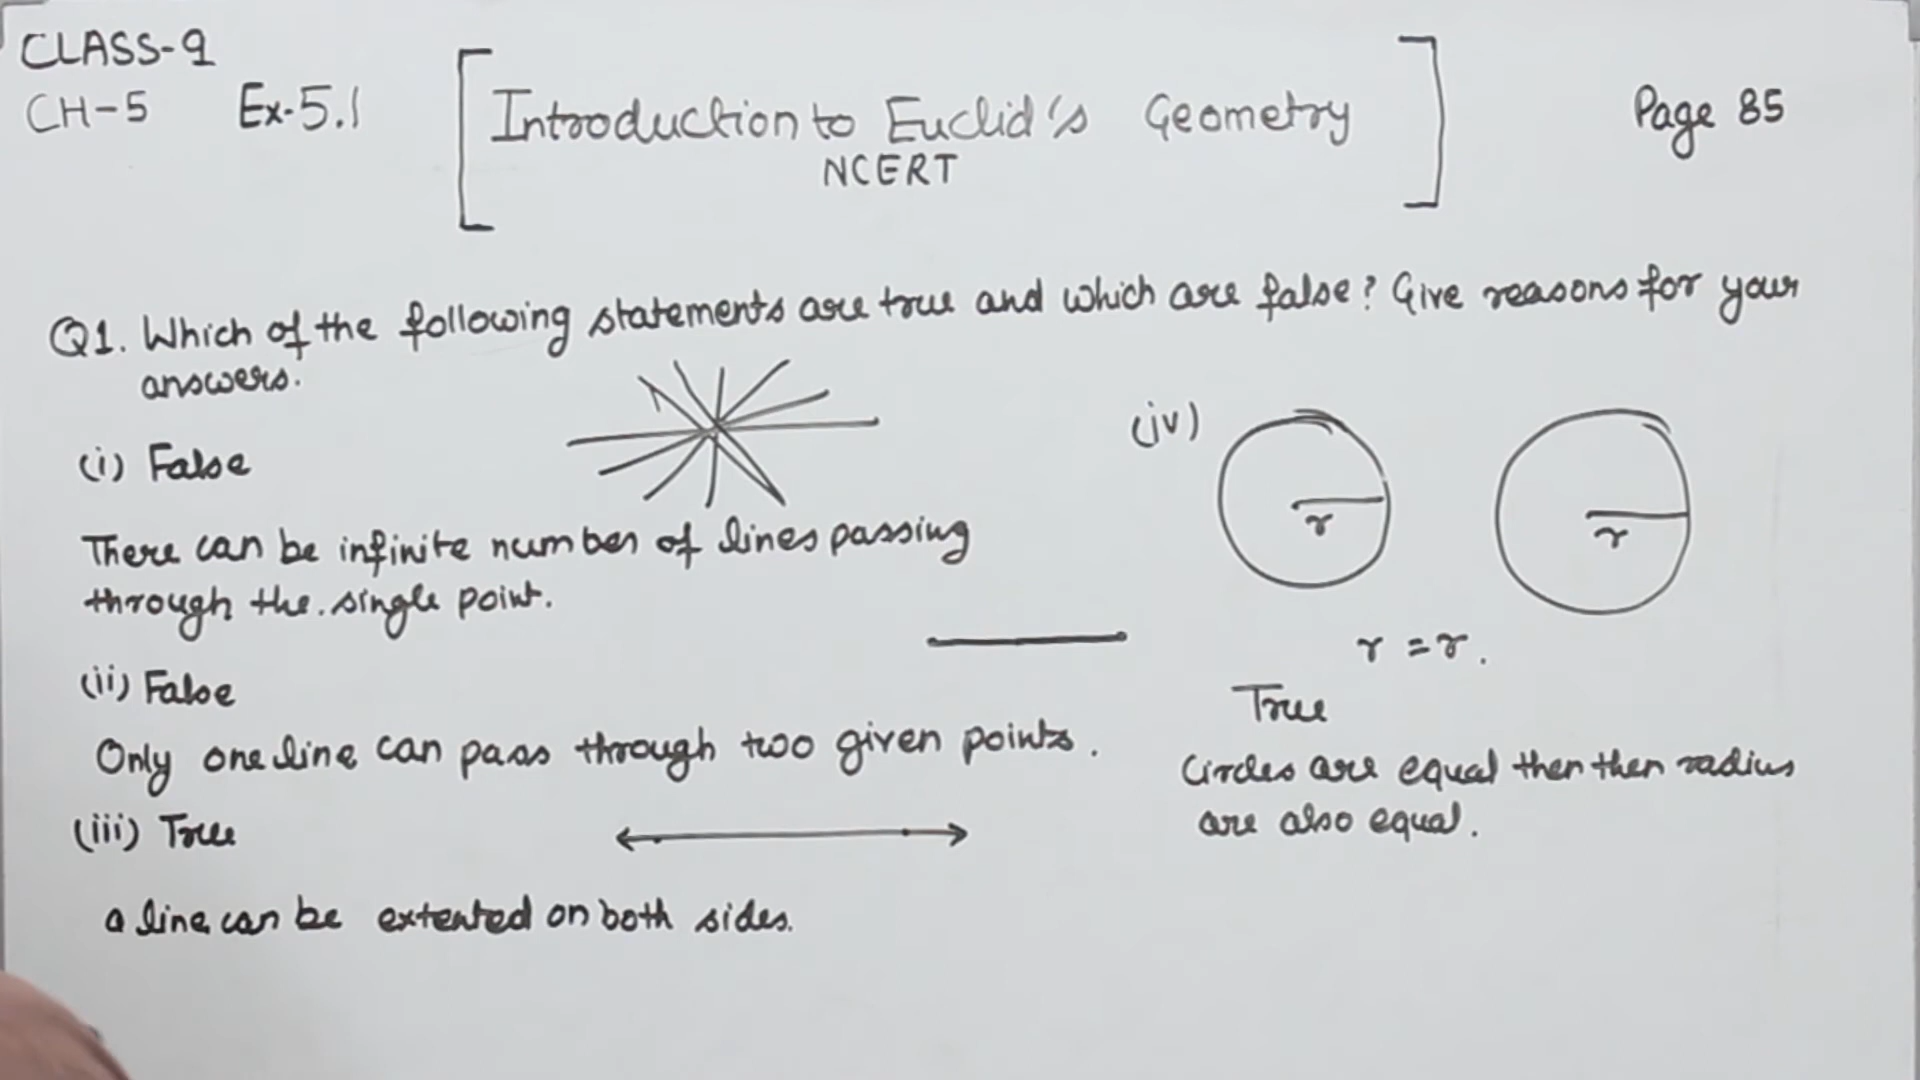 CLASS-9
CH-5 Ex-5.1
Introduction to Euclid's Geometry
NCERT
Page 85
Q1. Which of the following statements are true and which are false? Give reasons for your
answers.
(i) False
There can be infinite number of lines passing
through the single point.
(ii) False
Only one line can pass through two given points.
(iii) True
a line can be extented on both sides.
(iv)
r
r
r = r.
True
Circles are equal then then radius
are also equal.